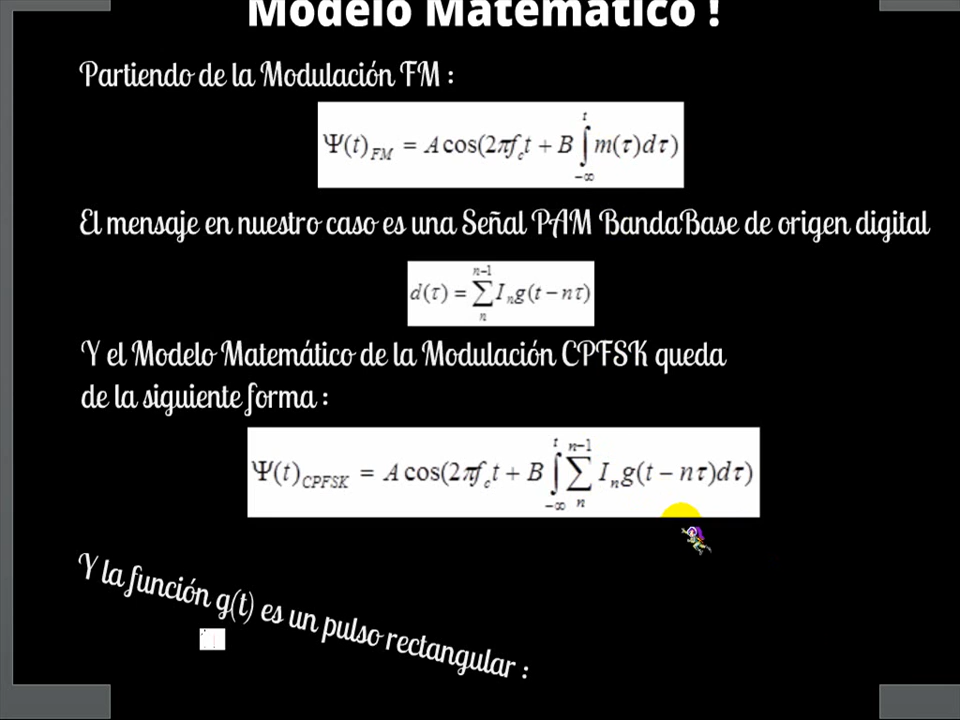 Modelo Matemático !
Partiendo de la Modulación FM :
Ψ(t)_FM = A cos(2πf_c t + B ∫_{-∞}^{t} m(τ)dτ)
El mensaje en nuestro caso es una Señal PAM BandaBase de origen digital
d(τ) = ∑_{n}^{n-1} I_n g(t - nτ)
Y el Modelo Matemático de la Modulación CPFSK queda
de la siguiente forma :
Ψ(t)_CPFSK = A cos(2πf_c t + B ∫_{-∞}^{t} ∑_{n}^{n-1} I_n g(t - nτ)dτ)
Y la función g(t) es un pulso rectangular :